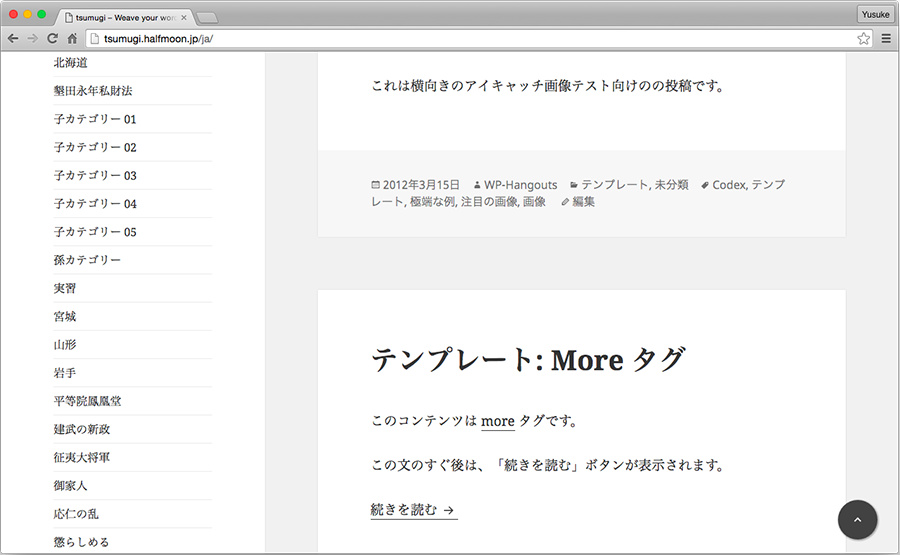 tsumugi – Weave your word
Yusuke
tsumugi.halfmoon.jp/ja/
北海道
墾田永年私財法
子カテゴリー 01
子カテゴリー 02
子カテゴリー 03
子カテゴリー 04
子カテゴリー 05
孫カテゴリー
実習
宮城
山形
岩手
平等院鳳凰堂
建武の新政
征夷大将軍
御家人
応仁の乱
懲らしめる
これは横向きのアイキャッチ画像テスト向けのの投稿です。
2012年3月15日 WP-Hangouts テンプレート, 未分類 Codex, テンプ
レート, 極端な例, 注目の画像, 画像 編集
テンプレート: More タグ
このコンテンツは more タグです。
この文のすぐ後は、「続きを読む」ボタンが表示されます。
続きを読む →